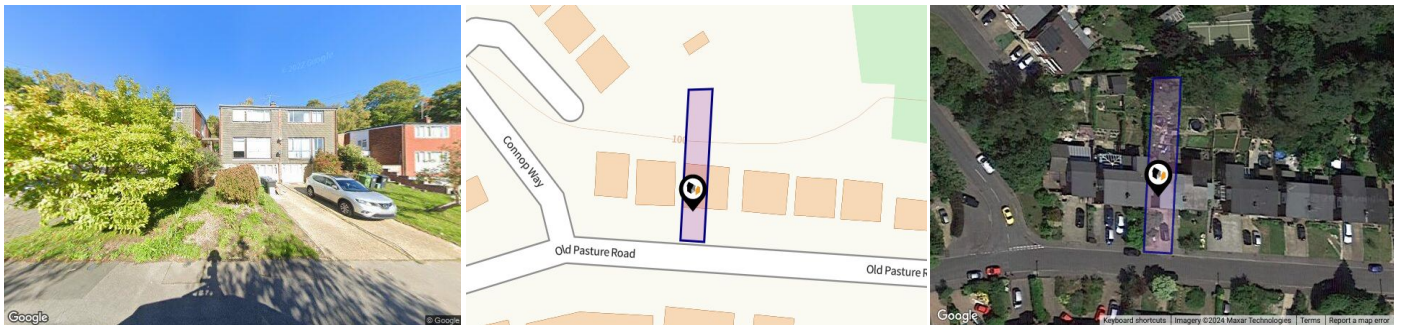 Google
© Google
Connop Way
100
Old Pasture Road
Old Pasture R
Google
Keyboard shortcuts
Imagery ©2024 Maxar Technologies
Terms
Report a map error